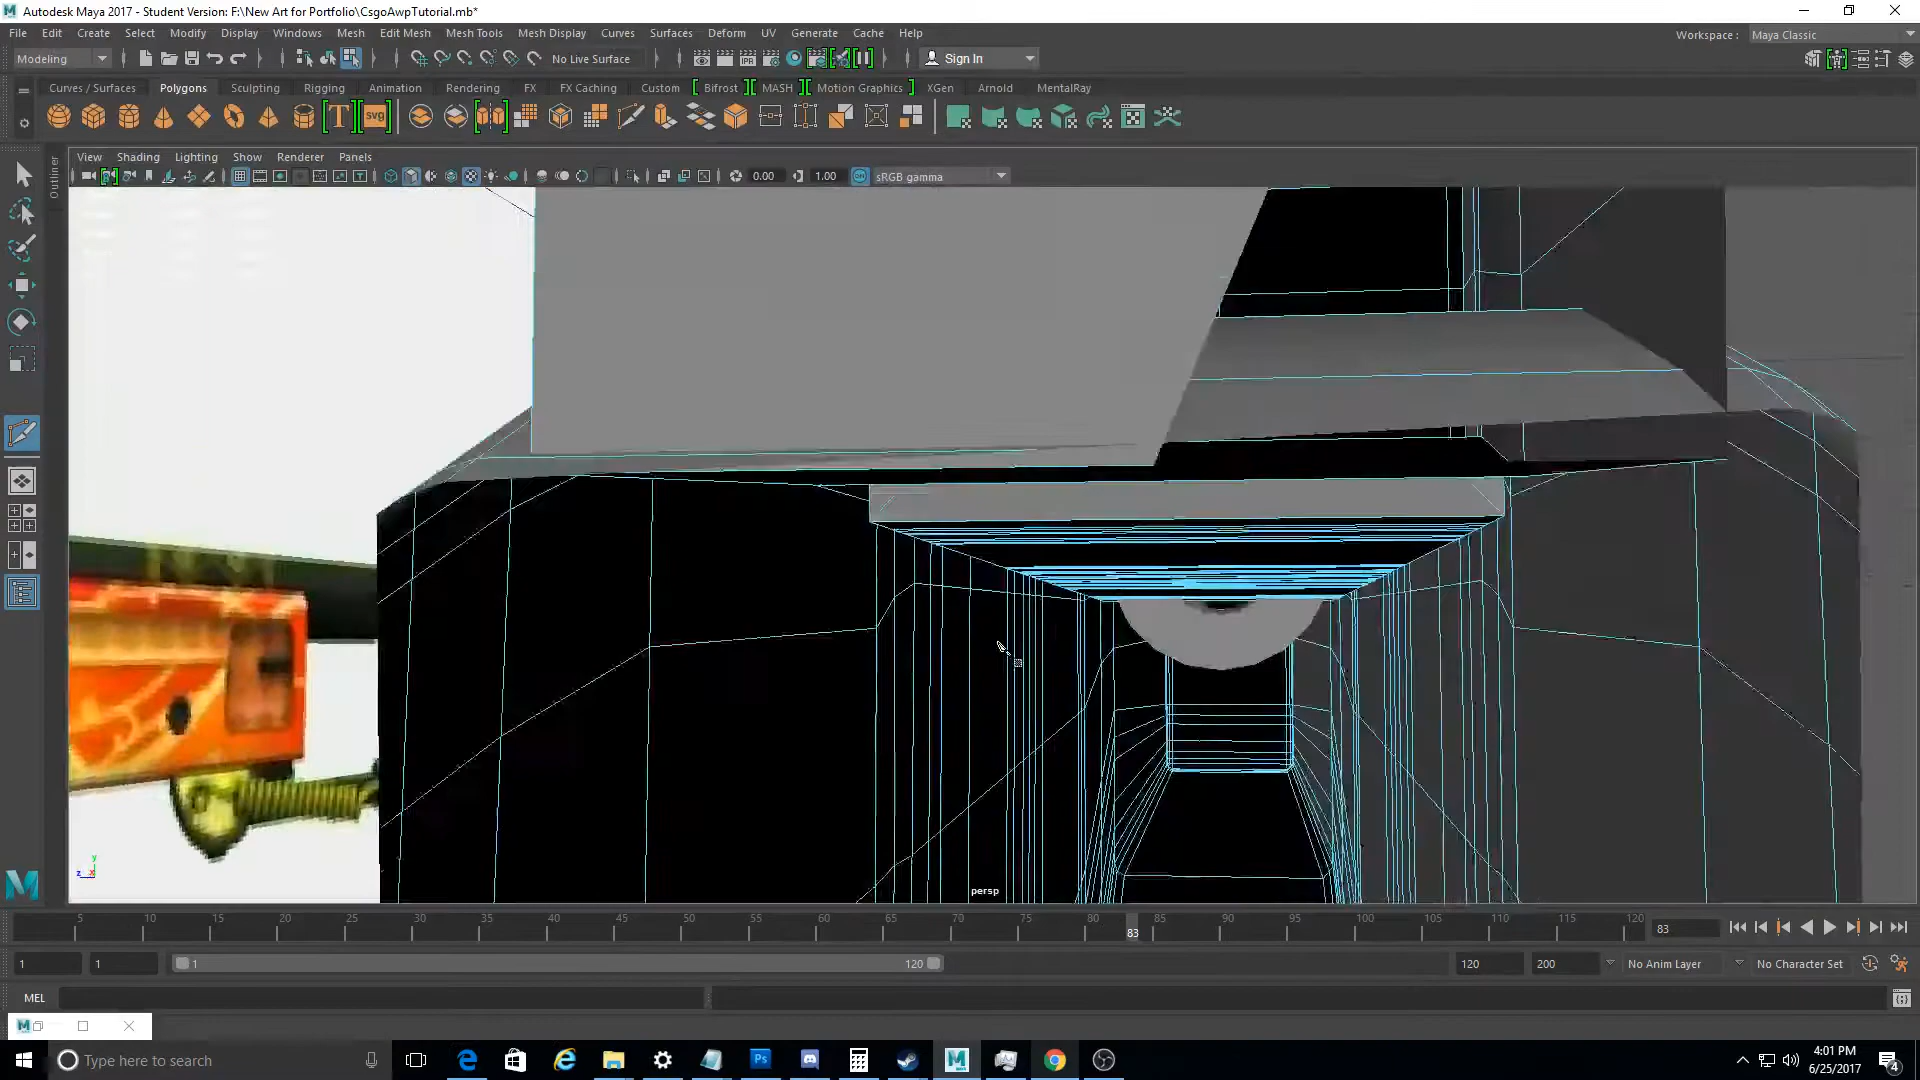 Autodesk Maya 2017 - Student Version: F:\New Art for Portfolio\CsgoAwpTutorial.mb*
File Edit Create Select Modify Display Windows Mesh Edit Mesh Mesh Tools Mesh Display Curves Surfaces Deform UV Generate Cache Help
Workspace : Maya Classic
Modeling No Live Surface Sign In
Curves / Surfaces Polygons Sculpting Rigging Animation Rendering FX FX Caching Custom Bifrost MASH Motion Graphics XGen Arnold MentalRay
T svg
View Shading Lighting Show Renderer Panels
IPR
0.00 1.00 sRGB gamma
Outliner
y
z x
persp
5 10 15 20 25 30 35 40 45 50 55 60 65 70 75 80 85 90 95 100 105 110 115 120
83 83
1 1 1 120 120 200 No Anim Layer No Character Set
MEL
Type here to search
Ps
4:01 PM
6/25/2017
4